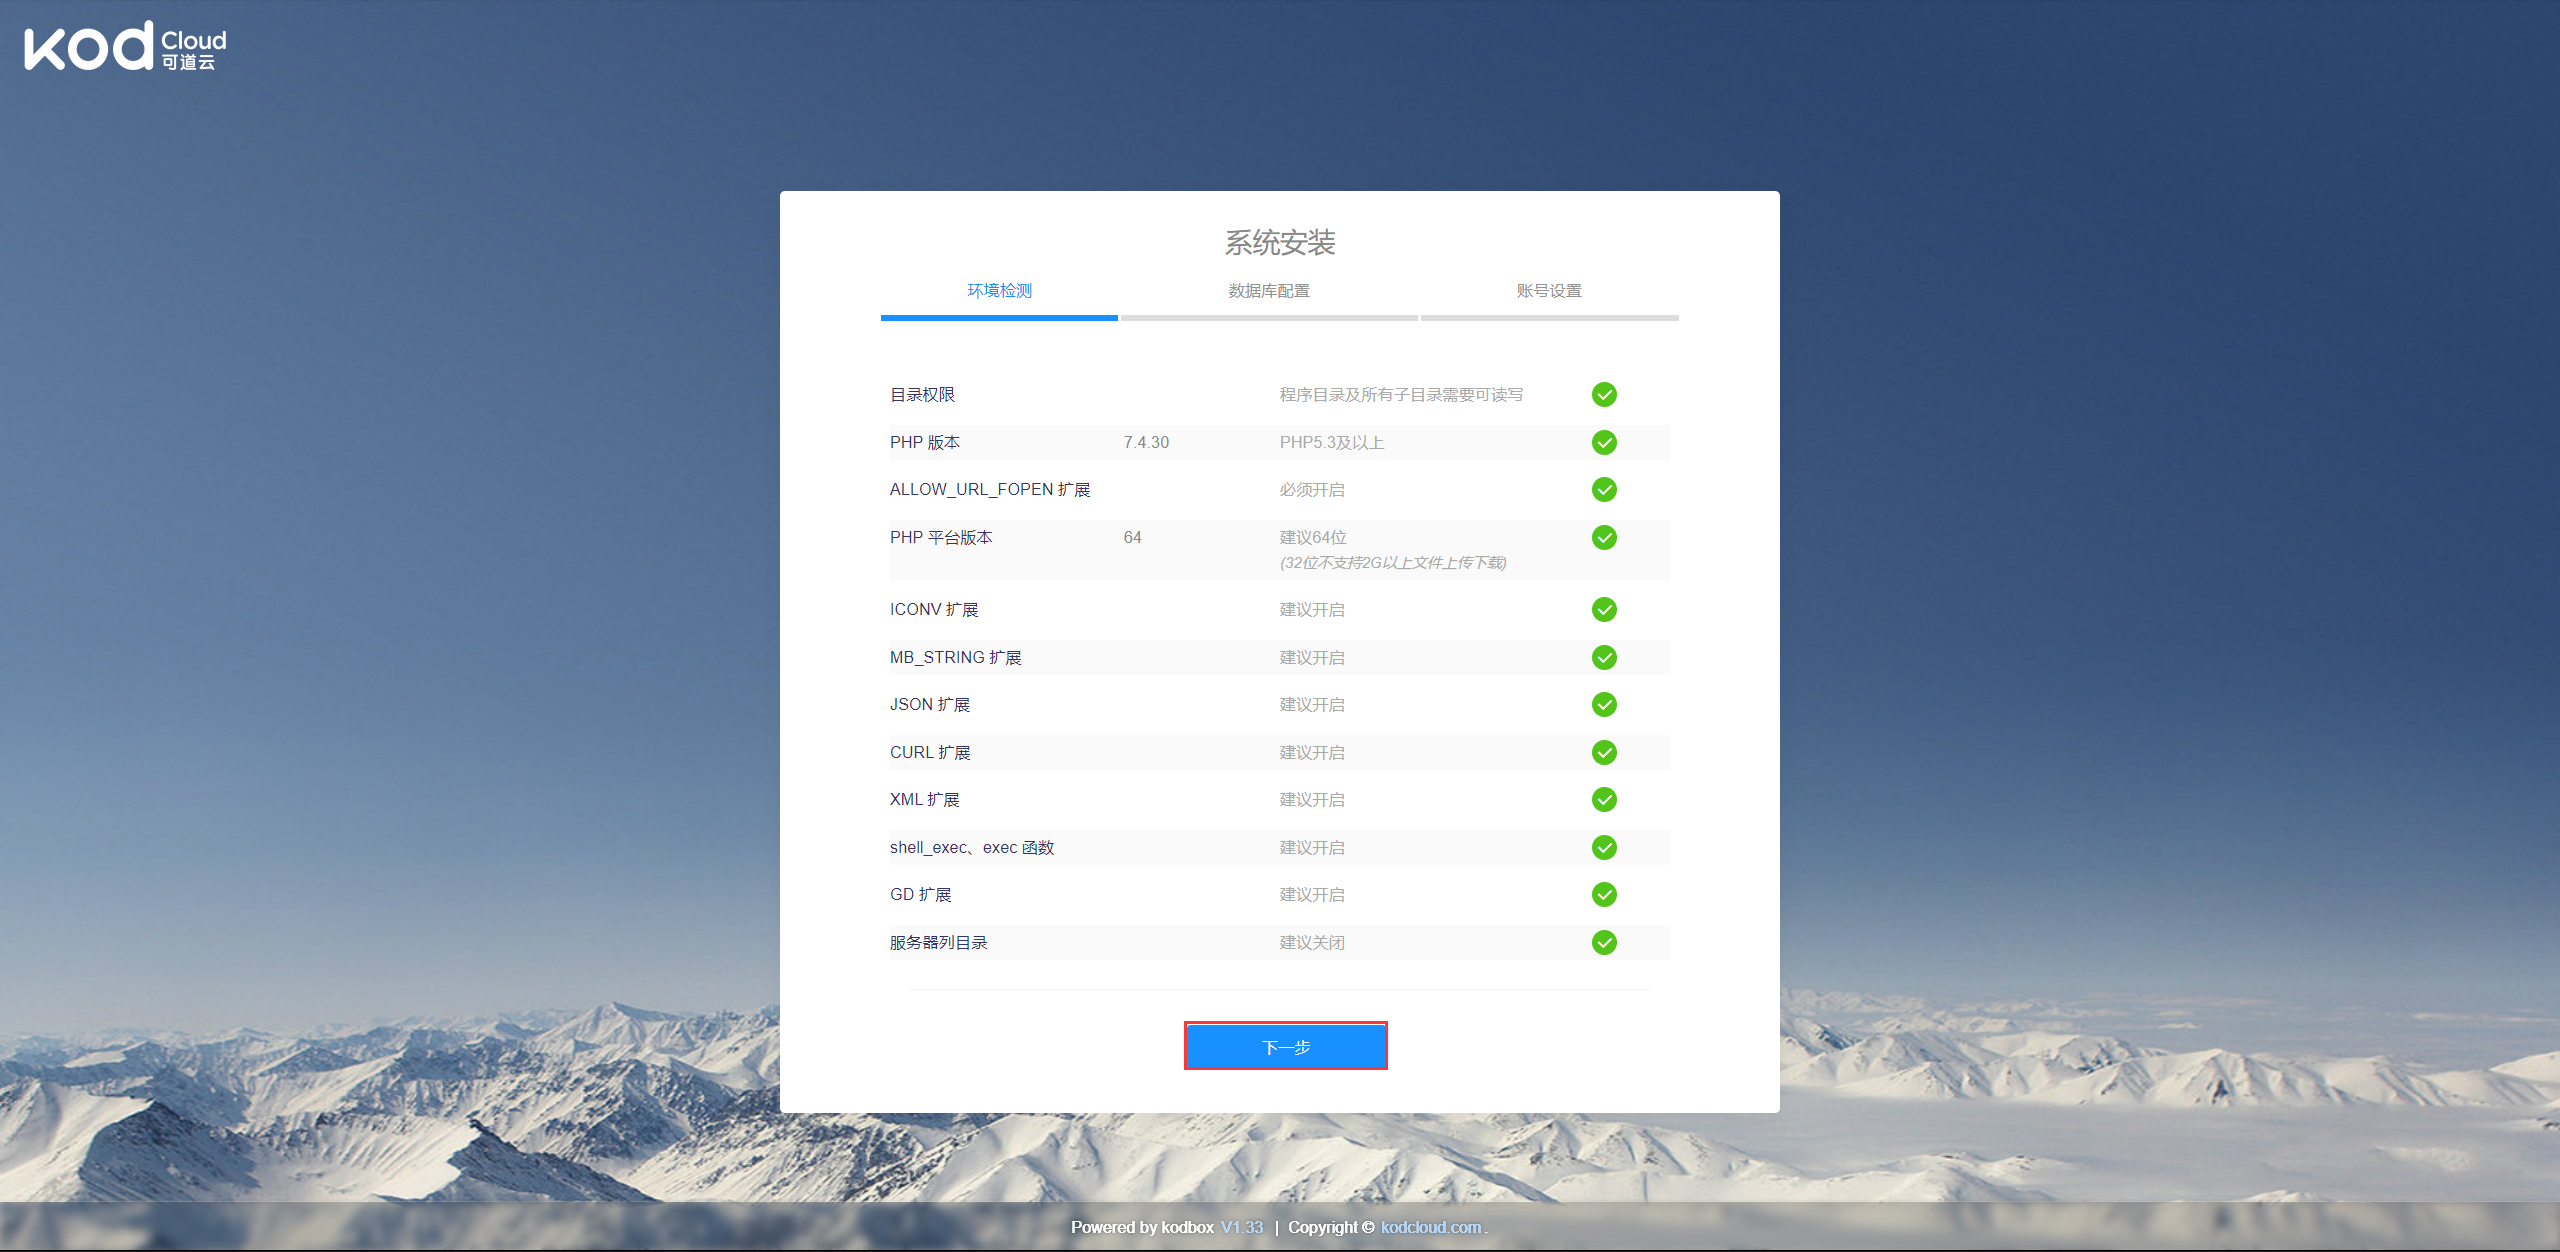 kod Cloud
可道云
系统安装
环境检测 数据库配置 账号设置
目录权限 程序目录及所有子目录需要可读写
PHP 版本 7.4.30 PHP5.3及以上
ALLOW_URL_FOPEN 扩展 必须开启
PHP 平台版本 64 建议64位
(32位不支持2G以上文件上传下载)
ICONV 扩展 建议开启
MB_STRING 扩展 建议开启
JSON 扩展 建议开启
CURL 扩展 建议开启
XML 扩展 建议开启
shell_exec、exec 函数 建议开启
GD 扩展 建议开启
服务器列目录 建议关闭
下一步
Powered by kodbox V1.33 | Copyright © kodcloud.com.